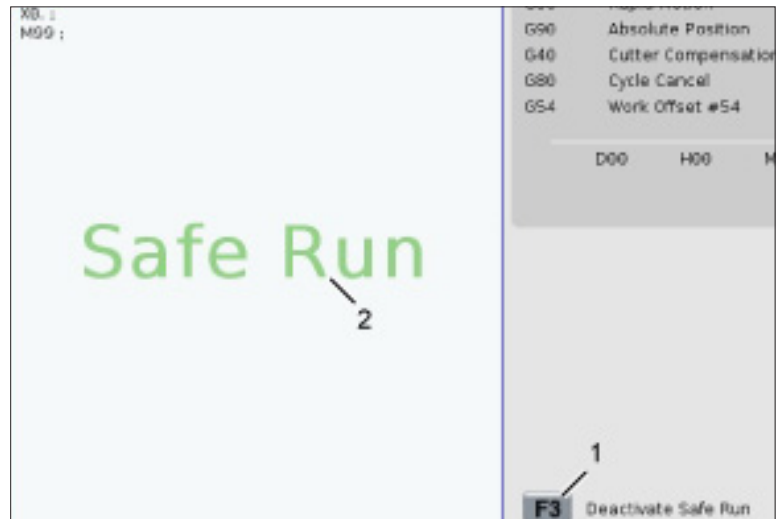 X0. ;
M99 ;
G90 Absolute Position
G40 Cutter Compensation
G80 Cycle Cancel
G54 Work Offset #54
D00 H00 M
Safe Run
2
1
F3 Deactivate Safe Run